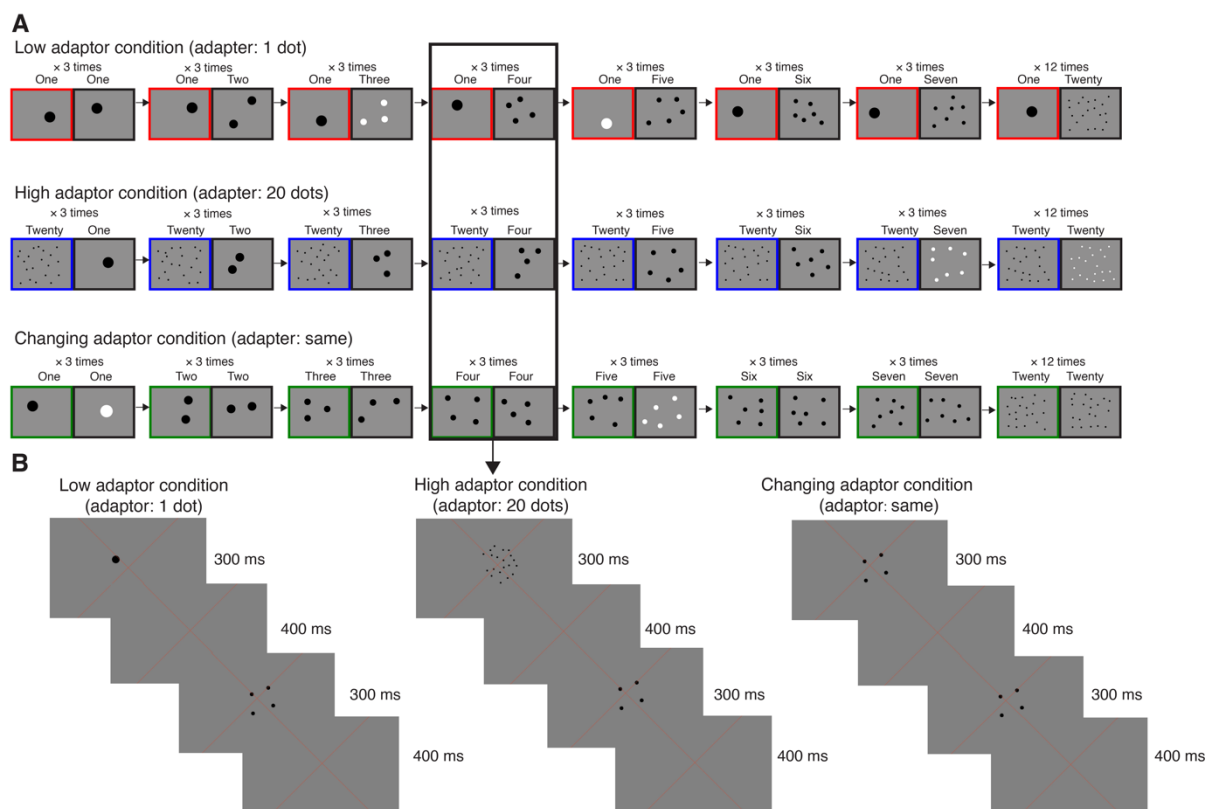 A
Low adaptor condition (adapter: 1 dot)
× 3 times × 3 times × 3 times × 3 times × 3 times × 3 times × 3 times × 12 times
One One One Two One Three One Four One Five One Six One Seven One Twenty
High adaptor condition (adapter: 20 dots)
× 3 times × 3 times × 3 times × 3 times × 3 times × 3 times × 3 times × 12 times
Twenty One Twenty Two Twenty Three Twenty Four Twenty Five Twenty Six Twenty Seven Twenty Twenty
Changing adaptor condition (adapter: same)
× 3 times × 3 times × 3 times × 3 times × 3 times × 3 times × 3 times × 12 times
One One Two Two Three Three Four Four Five Five Six Six Seven Seven Twenty Twenty
B
Low adaptor condition
(adaptor: 1 dot)
300 ms
400 ms
300 ms
400 ms
High adaptor condition
(adaptor: 20 dots)
300 ms
400 ms
300 ms
400 ms
Changing adaptor condition
(adaptor: same)
300 ms
400 ms
300 ms
400 ms